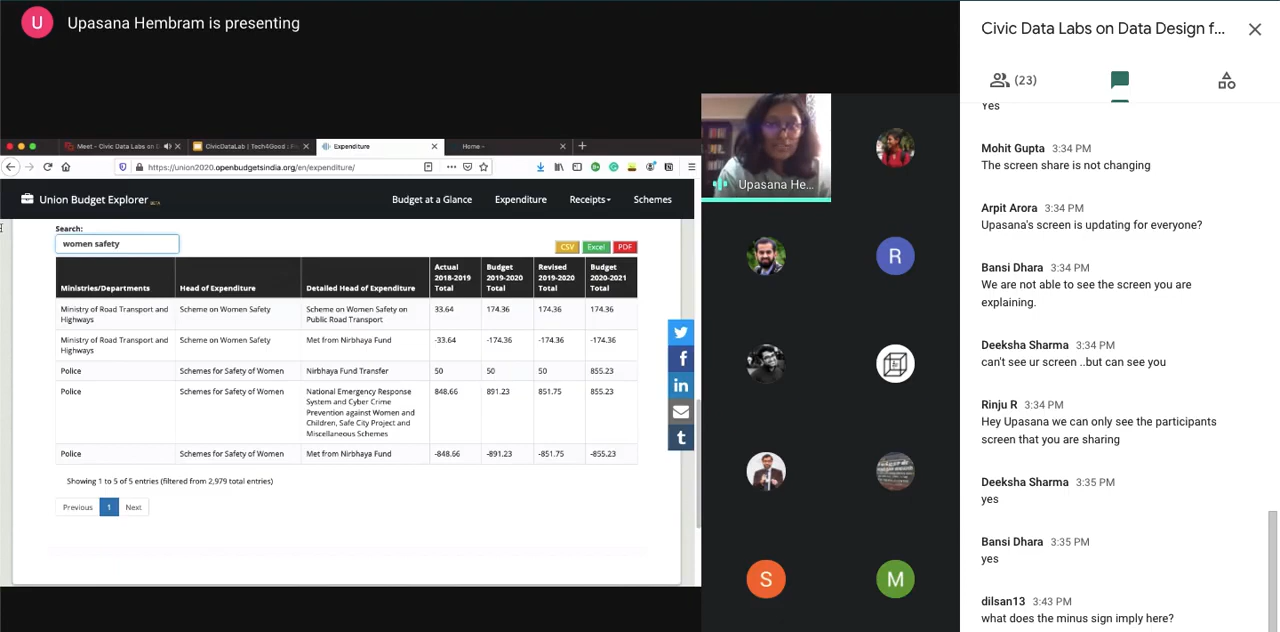 U
Upasana Hembram is presenting
Meet - Civic Data Labs on D
CivicDataLab | Tech4Good :
Expenditure
Home -
https://union2020.openbudgetsindia.org/en/expenditure/
Union Budget Explorer BETA
Budget at a Glance
Expenditure
Receipts
Schemes
Search:
women safety
CSV
Excel
PDF
Ministries/Departments
Head of Expenditure
Detailed Head of Expenditure
Actual
2018-2019
Total
Budget
2019-2020
Total
Revised
2019-2020
Total
Budget
2020-2021
Total
Ministry of Road Transport and
Highways
Scheme on Women Safety
Scheme on Women Safety on
Public Road Transport
33.64
174.36
174.36
174.36
Ministry of Road Transport and
Highways
Scheme on Women Safety
Met from Nirbhaya Fund
-33.64
-174.36
-174.36
-174.36
Police
Schemes for Safety of Women
Nirbhaya Fund Transfer
50
50
50
855.23
Police
Schemes for Safety of Women
National Emergency Response
System and Cyber Crime
Prevention against Women and
Children, Safe City Project and
Miscellaneous Schemes
848.66
891.23
851.75
855.23
Police
Schemes for Safety of Women
Met from Nirbhaya Fund
-848.66
-891.23
-851.75
-855.23
Showing 1 to 5 of 5 entries (filtered from 2,979 total entries)
Previous
1
Next
f
in
t
Upasana He...
R
S
M
Civic Data Labs on Data Design f...
(23)
Yes
Mohit Gupta 3:34 PM
The screen share is not changing
Arpit Arora 3:34 PM
Upasana's screen is updating for everyone?
Bansi Dhara 3:34 PM
We are not able to see the screen you are
explaining.
Deeksha Sharma 3:34 PM
can't see ur screen ..but can see you
Rinju R 3:34 PM
Hey Upasana we can only see the participants
screen that you are sharing
Deeksha Sharma 3:35 PM
yes
Bansi Dhara 3:35 PM
yes
dilsan13 3:43 PM
what does the minus sign imply here?